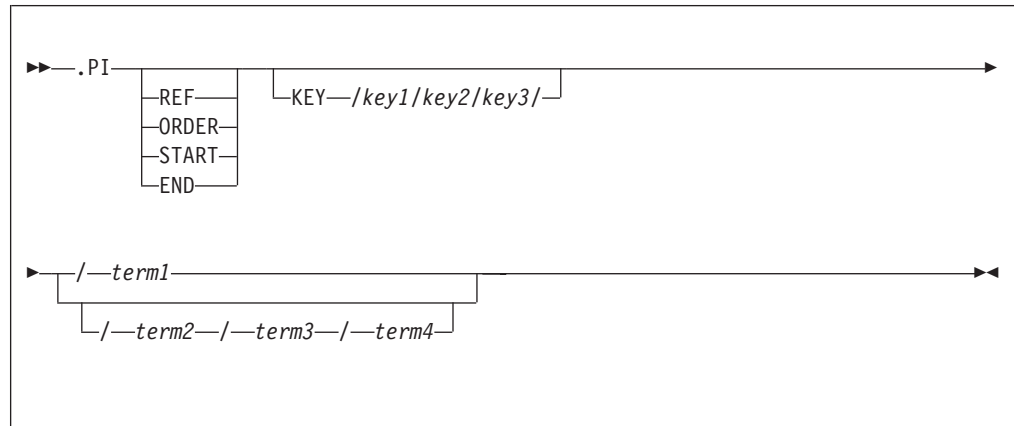 .PI
REF
KEY /key1/key2/key3/
ORDER
START
END
/ term1
/ term2 / term3 / term4